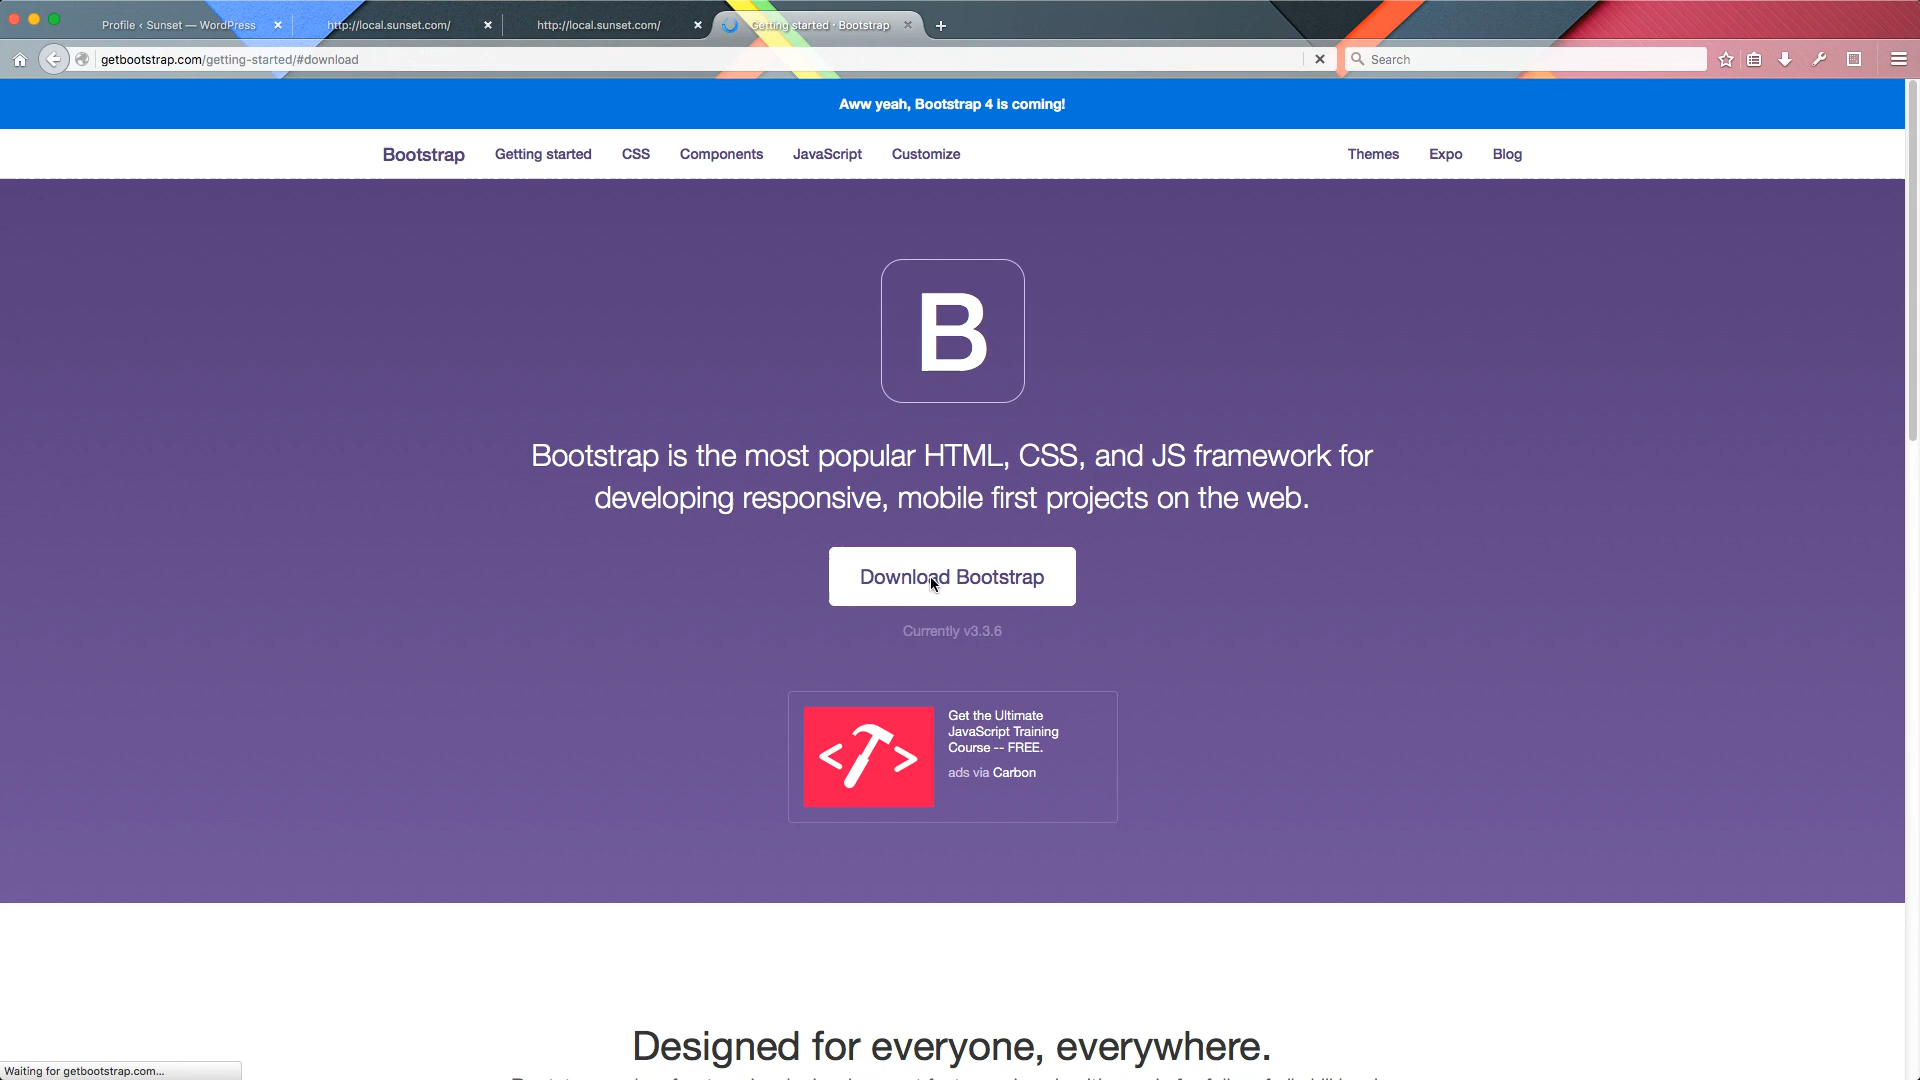 Profile ‹ Sunset — WordPress
http://local.sunset.com/
http://local.sunset.com/
Getting started · Bootstrap
getbootstrap.com/getting-started/#download
Search
Aww yeah, Bootstrap 4 is coming!
Bootstrap
Getting started
CSS
Components
JavaScript
Customize
Themes
Expo
Blog
B
Bootstrap is the most popular HTML, CSS, and JS framework for
developing responsive, mobile first projects on the web.
Download Bootstrap
Currently v3.3.6
Get the Ultimate
JavaScript Training
Course -- FREE.
ads via Carbon
Designed for everyone, everywhere.
Waiting for getbootstrap.com...